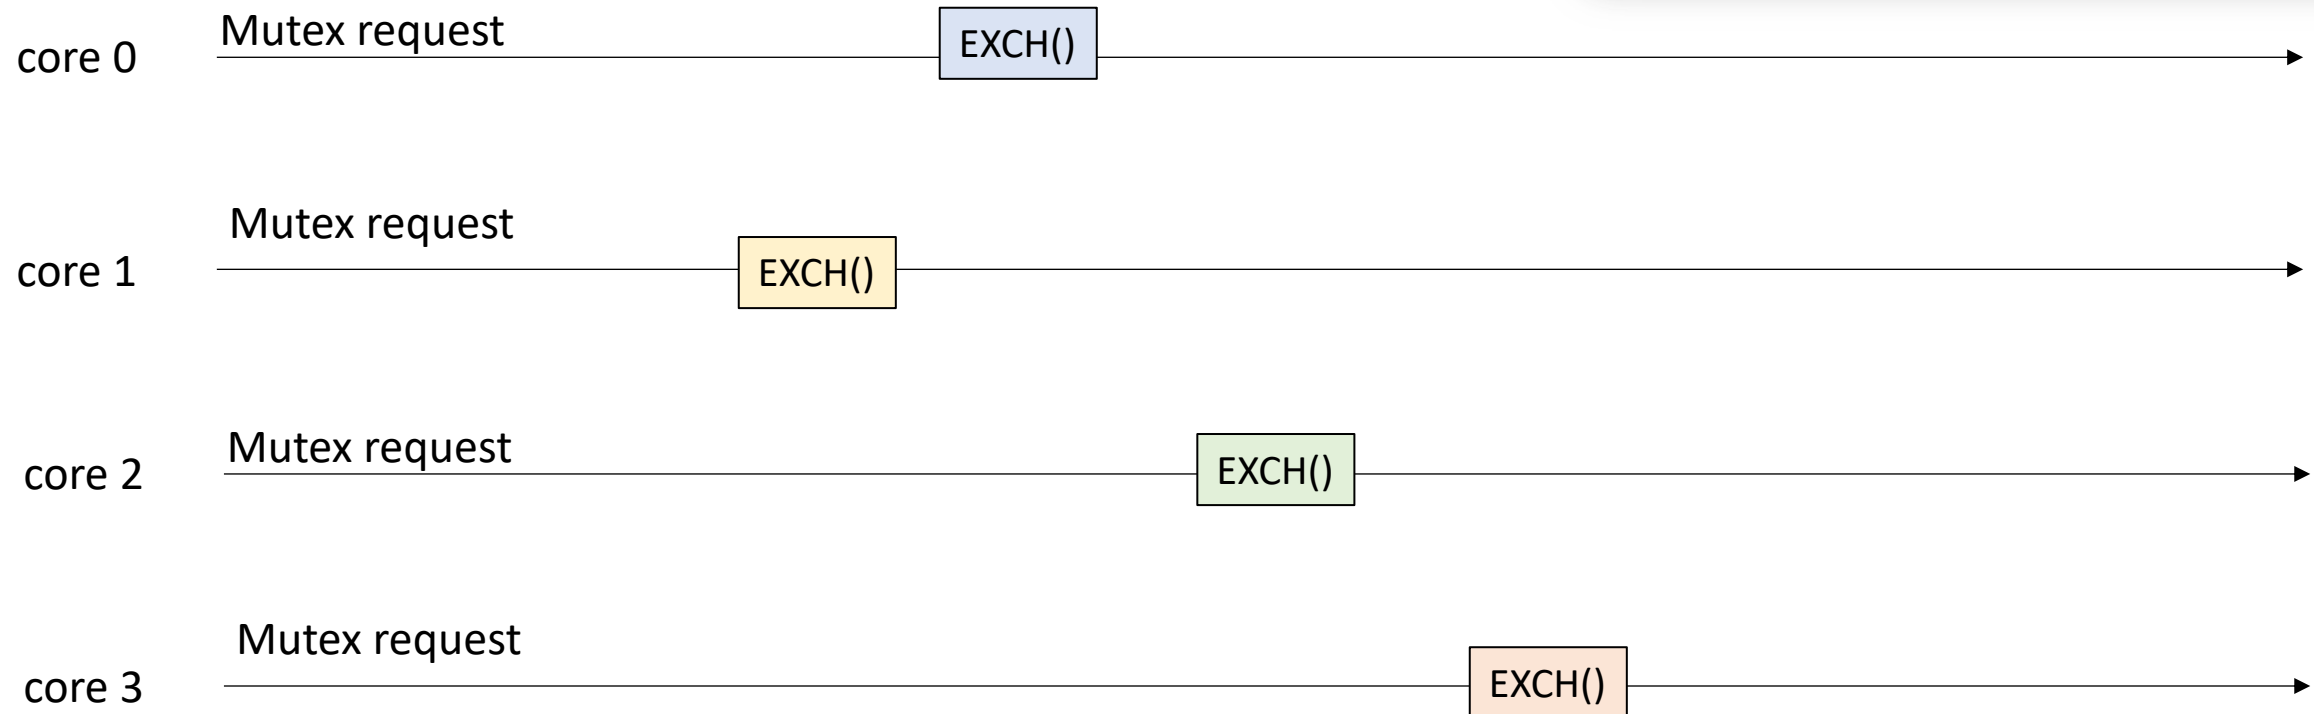 Mutex request
core 0
EXCH()
Mutex request
core 1
EXCH()
Mutex request
core 2
EXCH()
Mutex request
core 3
EXCH()